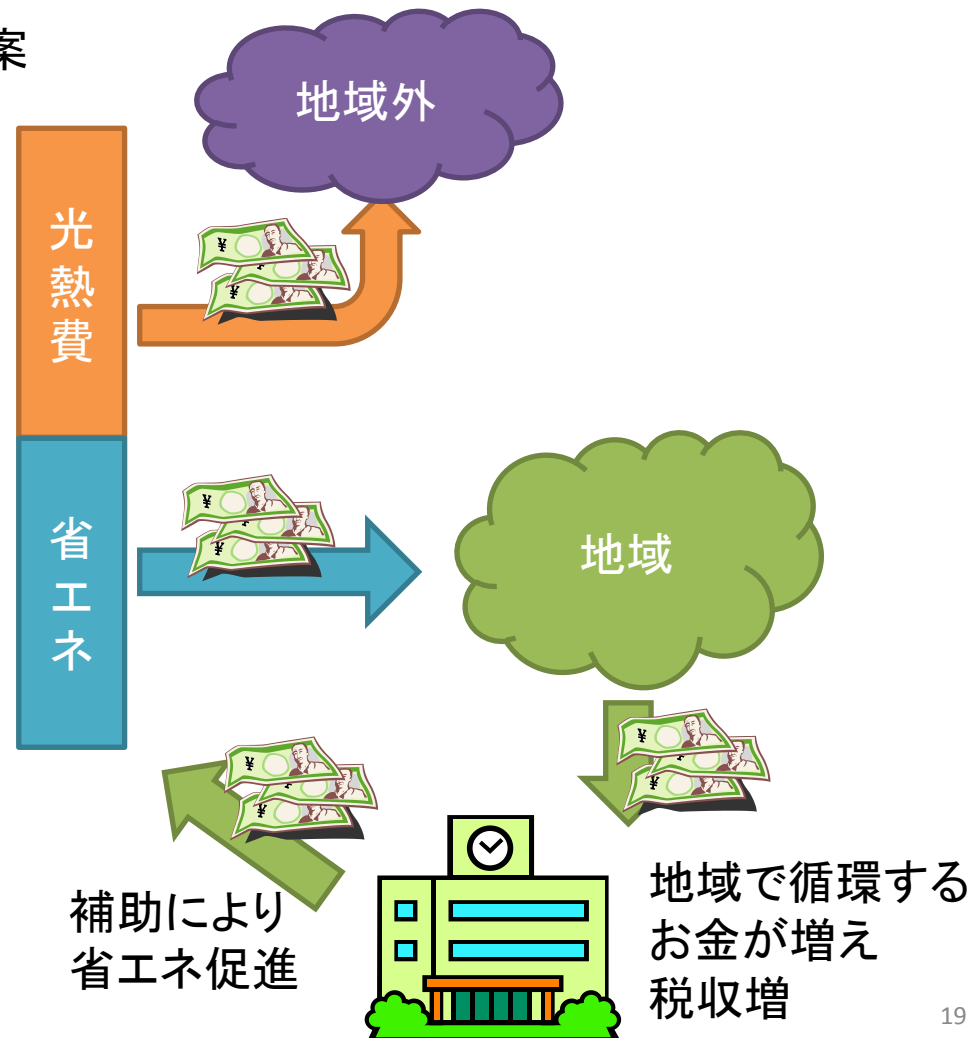 案
地域外
光熱費
省エネ
地域
補助により
省エネ促進
地域で循環する
お金が増え
税収増
19